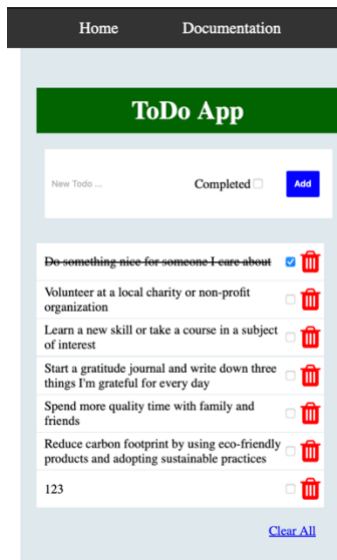 Home Documentation
ToDo App
New Todo ... Completed Add
Do something nice for someone I care about
Volunteer at a local charity or non-profit
organization
Learn a new skill or take a course in a subject
of interest
Start a gratitude journal and write down three
things I'm grateful for every day
Spend more quality time with family and
friends
Reduce carbon footprint by using eco-friendly
products and adopting sustainable practices
123
Clear All